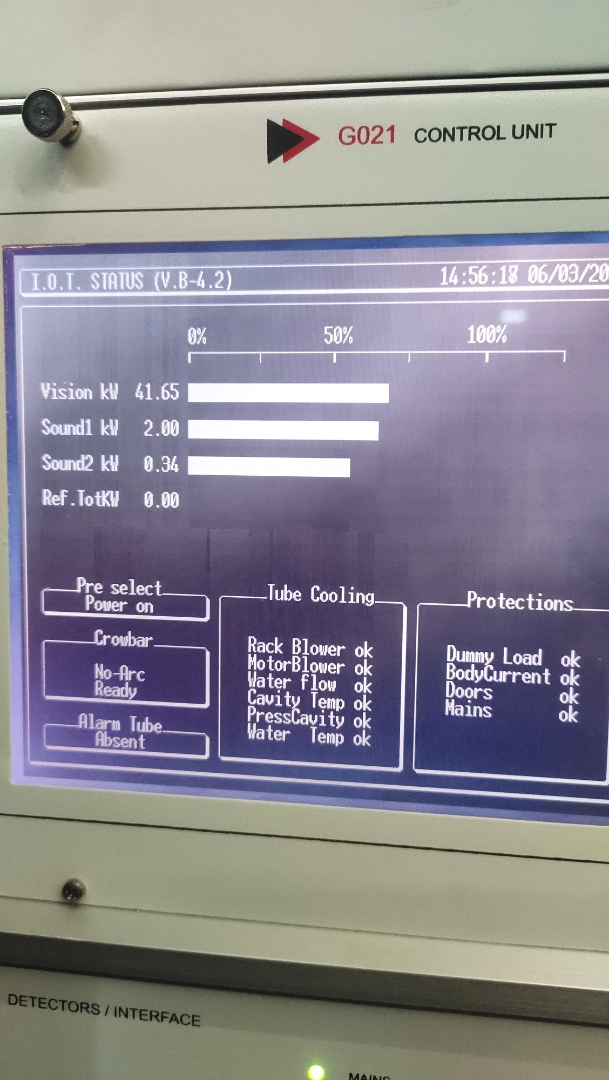 G021 CONTROL UNIT
I.O.T. STATUS (V.B-4.2) 14:56:18 06/03/20
0% 50% 100%
Vision kW 41.65
Sound1 kW 2.00
Sound2 kW 0.34
Ref.TotKW 0.00
Pre select
Power on
Crowbar
No-Arc
Ready
Alarm Tube
Absent
Tube Cooling
Rack Blower ok
MotorBlower ok
Water flow ok
Cavity Temp ok
PressCavity ok
Water Temp ok
Protections
Dummy Load ok
BodyCurrent ok
Doors ok
Mains ok
DETECTORS / INTERFACE
MAINS